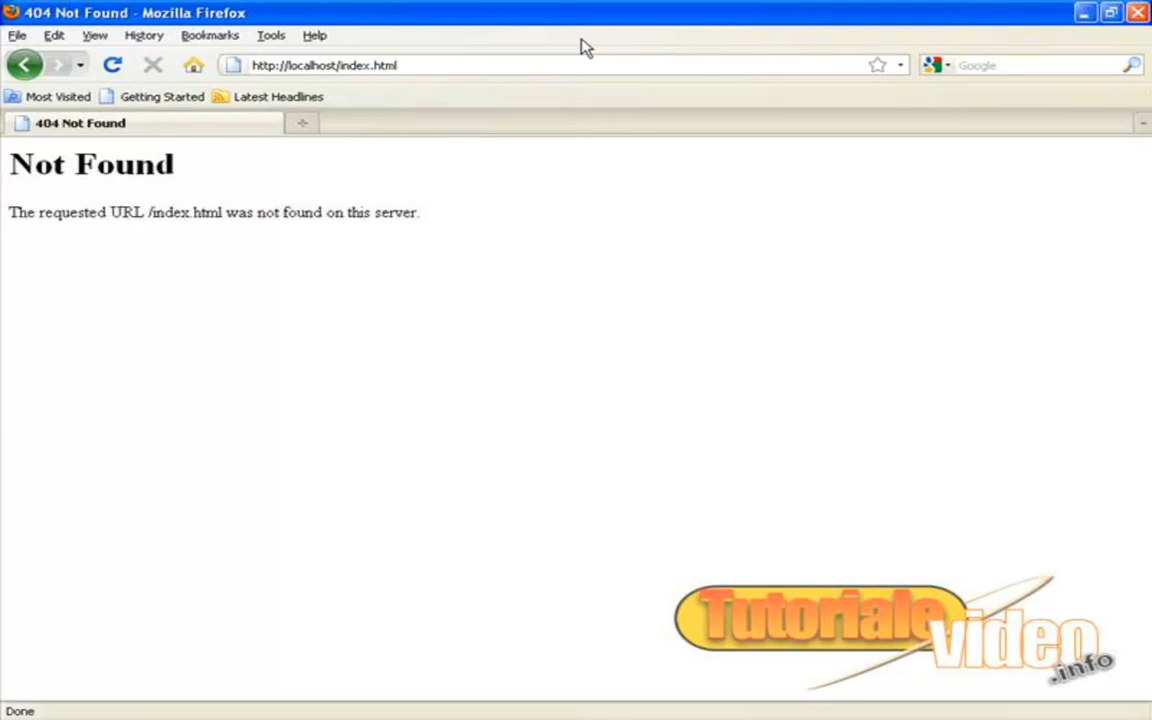 404 Not Found - Mozilla Firefox
File Edit View History Bookmarks Tools Help
http://localhost/index.html
Google
Most Visited Getting Started Latest Headlines
404 Not Found
Not Found
The requested URL /index.html was not found on this server.
Tutoriale
video
.info
Done